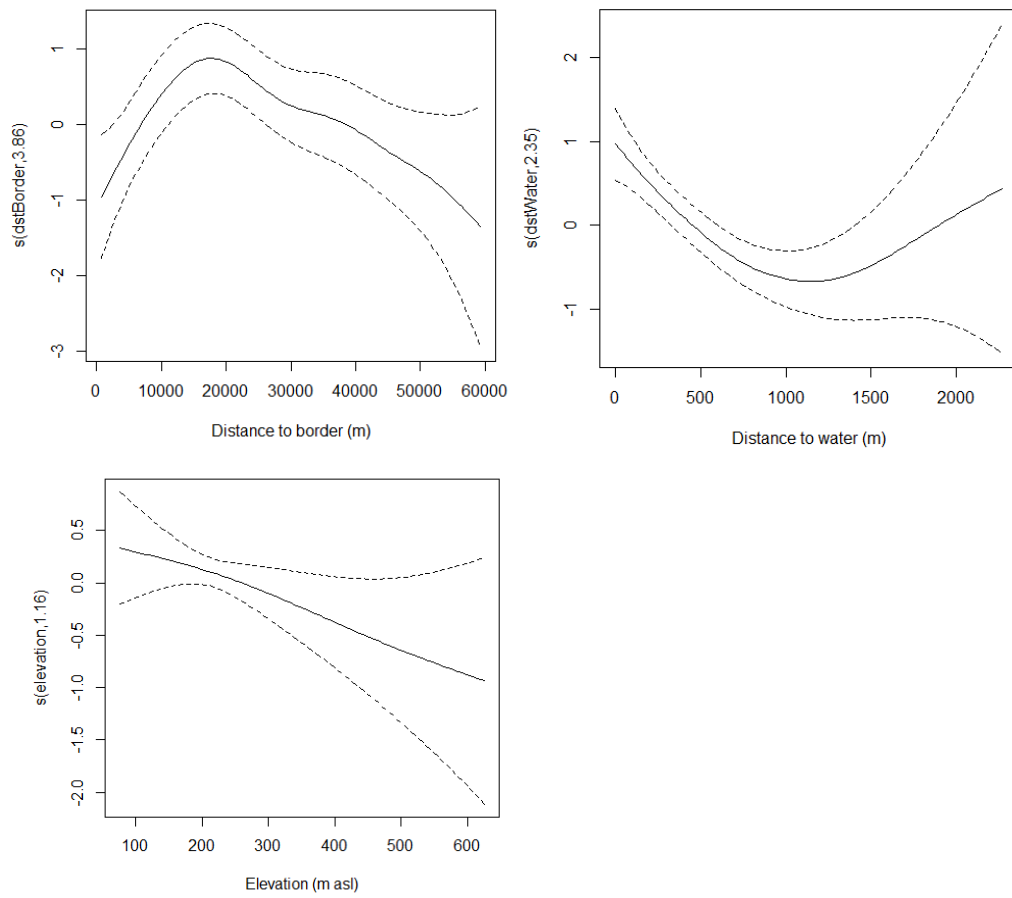 s(dstBorder,3.86)
1
0
-1
-2
-3
0 10000 20000 30000 40000 50000 60000
Distance to border (m)
s(dstWater,2.35)
2
1
0
-1
0 500 1000 1500 2000
Distance to water (m)
s(elevation,1.16)
0.5
0.0
-0.5
-1.0
-1.5
-2.0
100 200 300 400 500 600
Elevation (m asl)